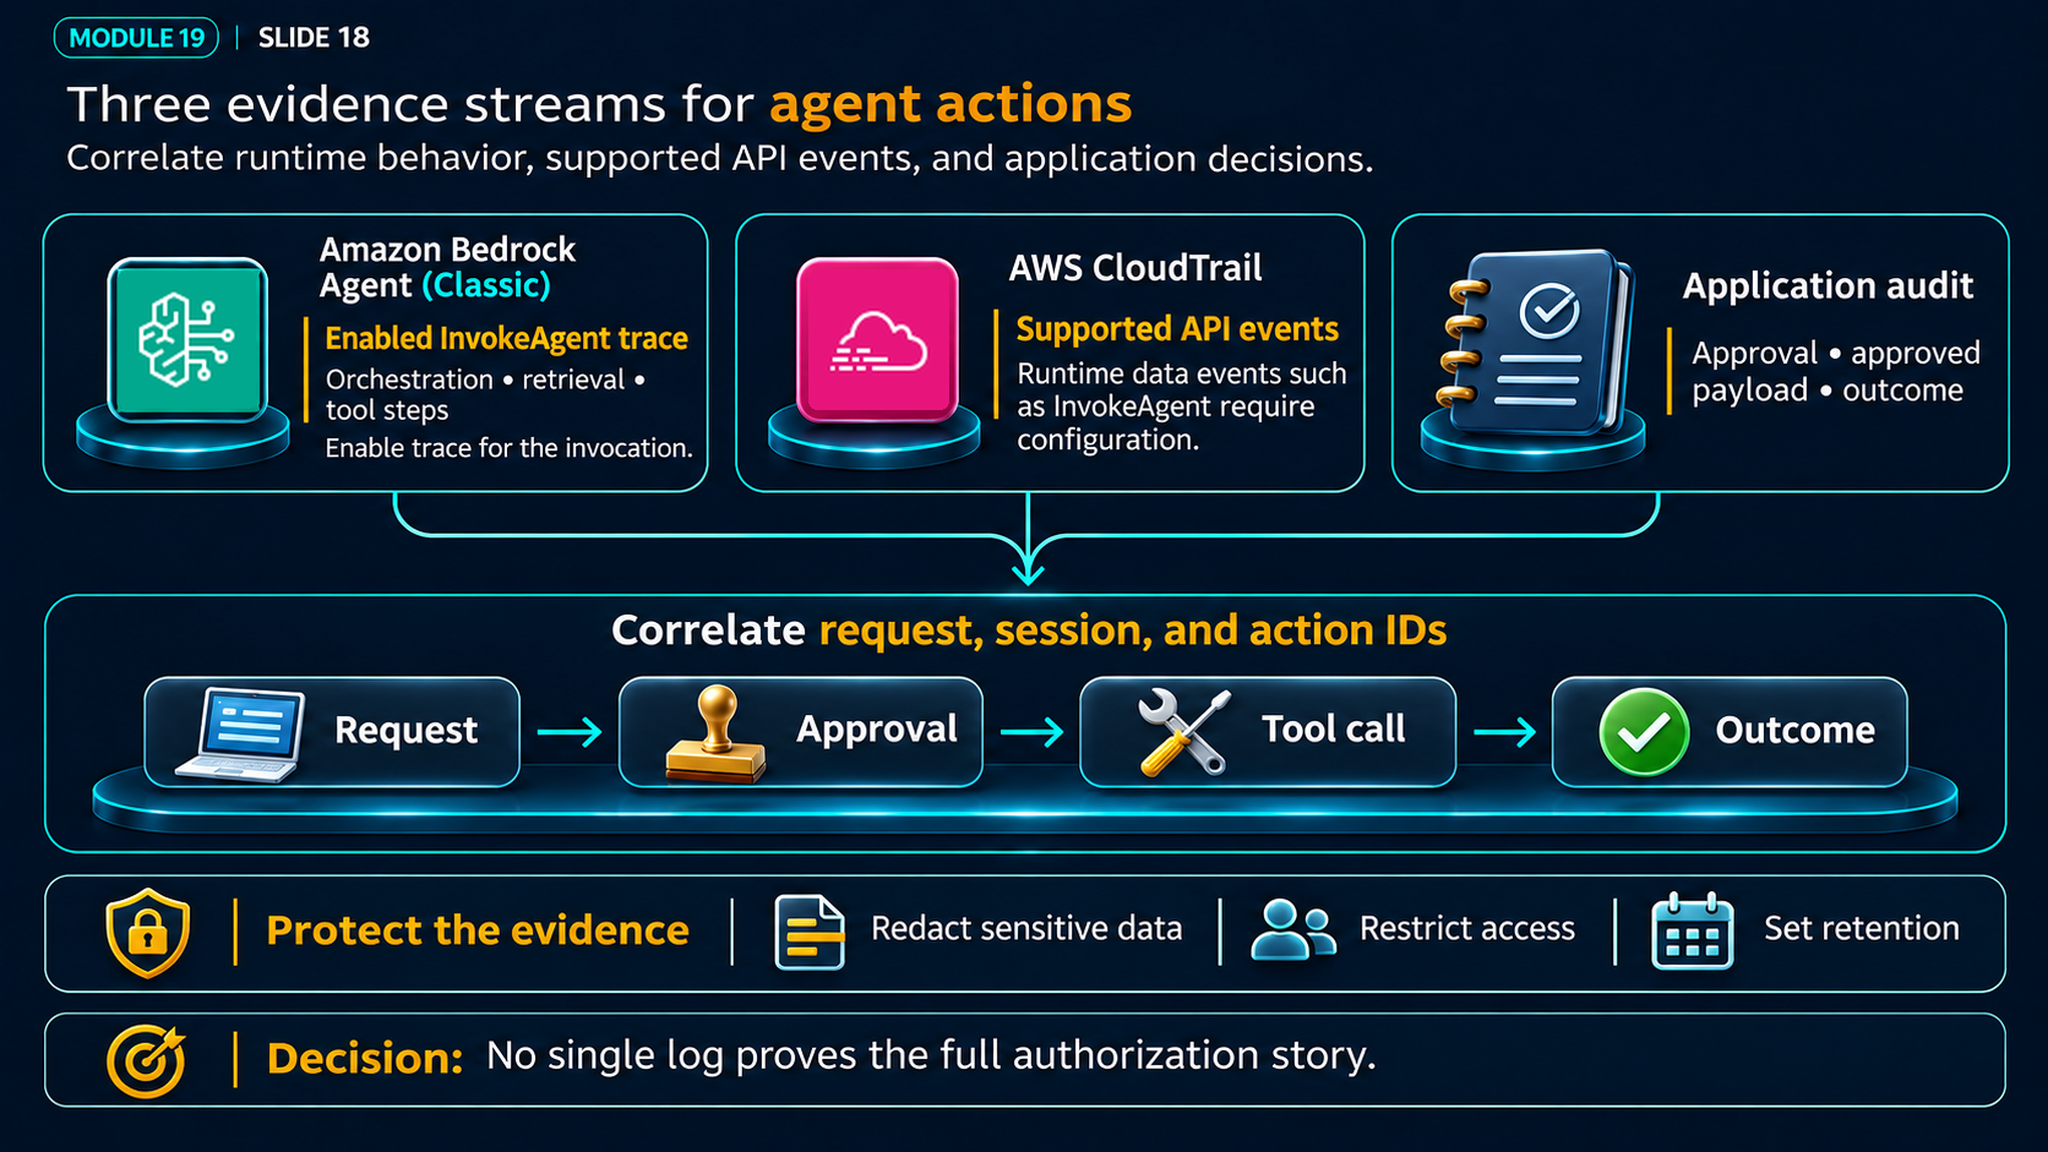 MODULE 19 | SLIDE 18
Three evidence streams for agent actions
Correlate runtime behavior, supported API events, and application decisions.
Amazon Bedrock
Agent (Classic)
Enabled InvokeAgent trace
Orchestration • retrieval •
tool steps
Enable trace for the invocation.
AWS CloudTrail
Supported API events
Runtime data events such
as InvokeAgent require
configuration.
Application audit
Approval • approved
payload • outcome
Correlate request, session, and action IDs
Request
Approval
Tool call
Outcome
Protect the evidence
Redact sensitive data
Restrict access
Set retention
Decision: No single log proves the full authorization story.